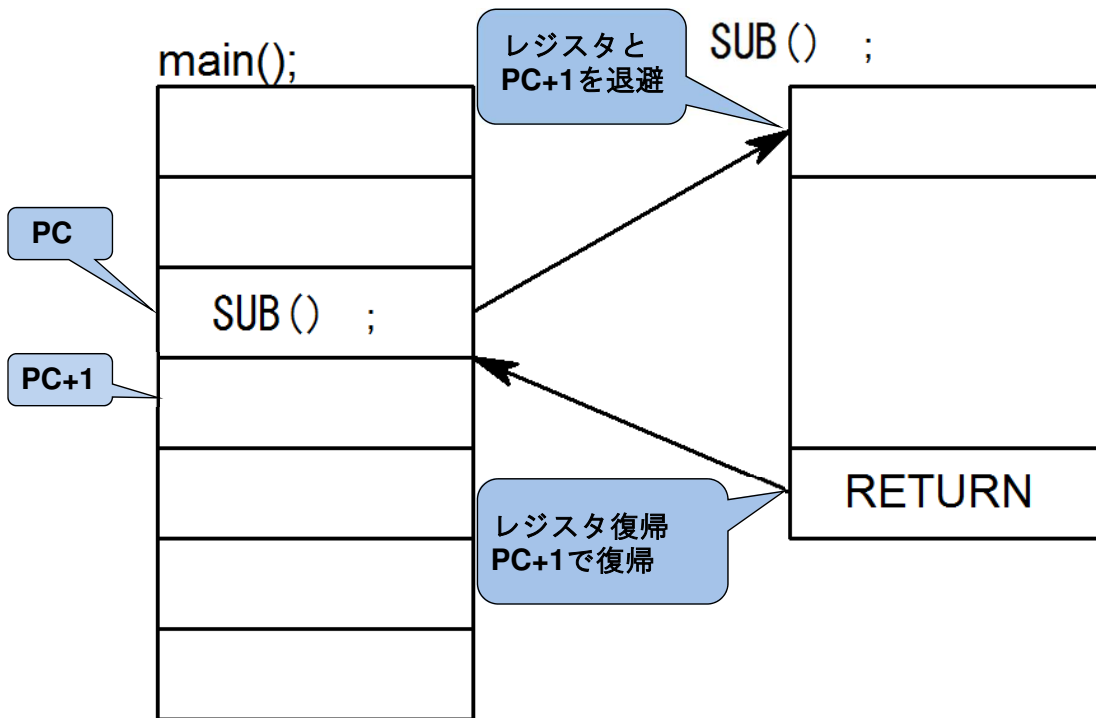 main();
レジスタと
PC+1を退避
SUB() ;
PC
SUB() ;
PC+1
レジスタ復帰
PC+1で復帰
RETURN